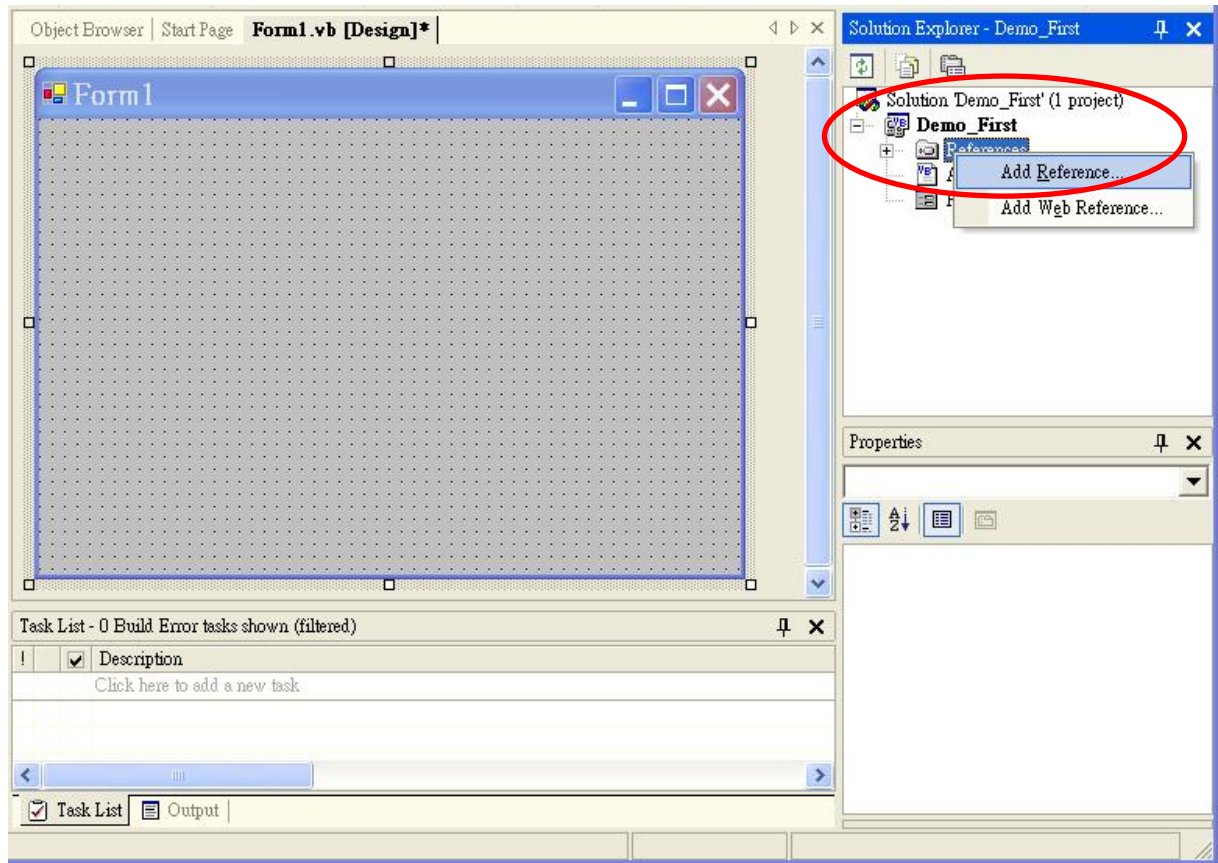 Object Browser Start Page Form1.vb [Design]*
Form1
Solution Explorer - Demo_First
Solution 'Demo_First' (1 project)
Demo_First
References
Add Reference...
Add Web Reference...
Properties
Task List - 0 Build Error tasks shown (filtered)
! Description
Click here to add a new task
Task List Output